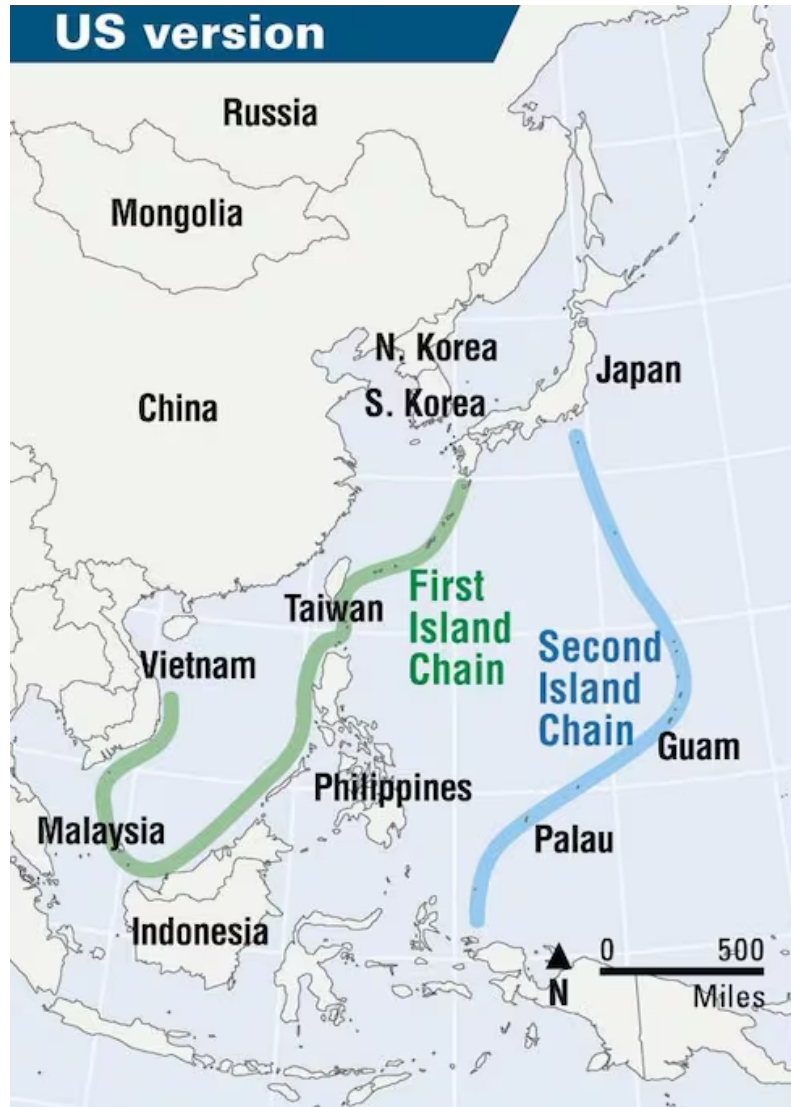 US version
Russia
Mongolia
N. Korea
Japan
China
S. Korea
First
Island
Chain
Taiwan
Second
Island
Chain
Vietnam
Guam
Philippines
Malaysia
Palau
Indonesia
0 500
N
Miles